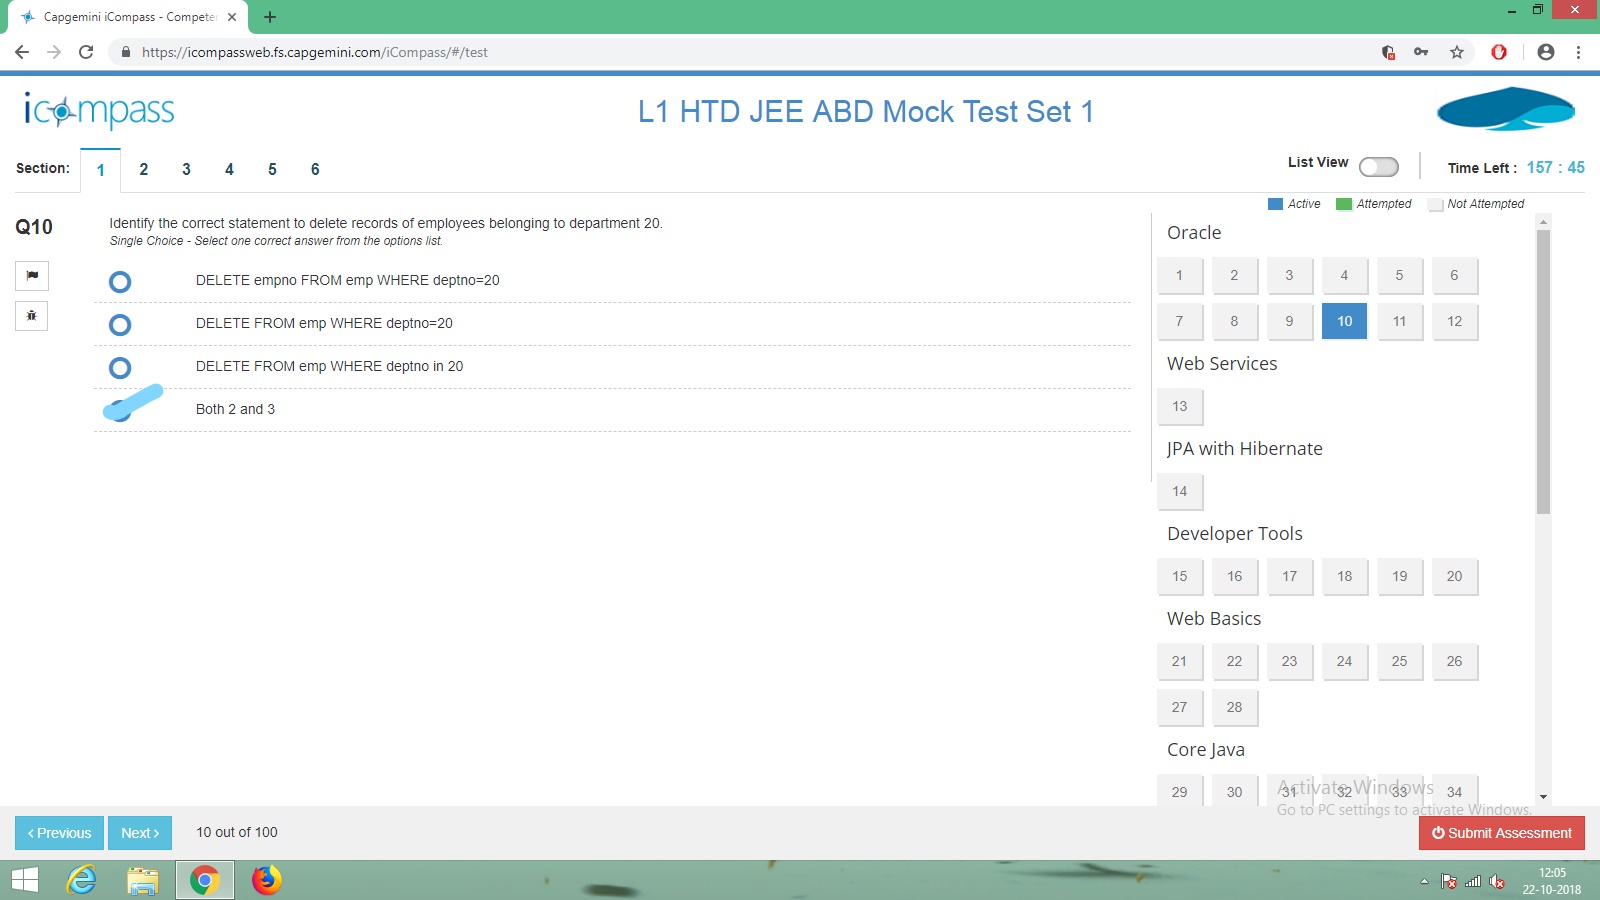 Capgemini iCompass - Compete
https://icompassweb.fs.capgemini.com/iCompass/#/test
icompass
L1 HTD JEE ABD Mock Test Set 1
Section: 1 2 3 4 5 6
List View
Time Left : 157 : 45
Active Attempted Not Attempted
Q10
Identify the correct statement to delete records of employees belonging to department 20.
Single Choice - Select one correct answer from the options list.
DELETE empno FROM emp WHERE deptno=20
DELETE FROM emp WHERE deptno=20
DELETE FROM emp WHERE deptno in 20
Both 2 and 3
Oracle
1 2 3 4 5 6
7 8 9 10 11 12
Web Services
13
JPA with Hibernate
14
Developer Tools
15 16 17 18 19 20
Web Basics
21 22 23 24 25 26
27 28
Core Java
29 30 31 32 33 34
Activate Windows
Go to PC settings to activate Windows.
Previous Next 10 out of 100
Submit Assessment
12:05
22-10-2018